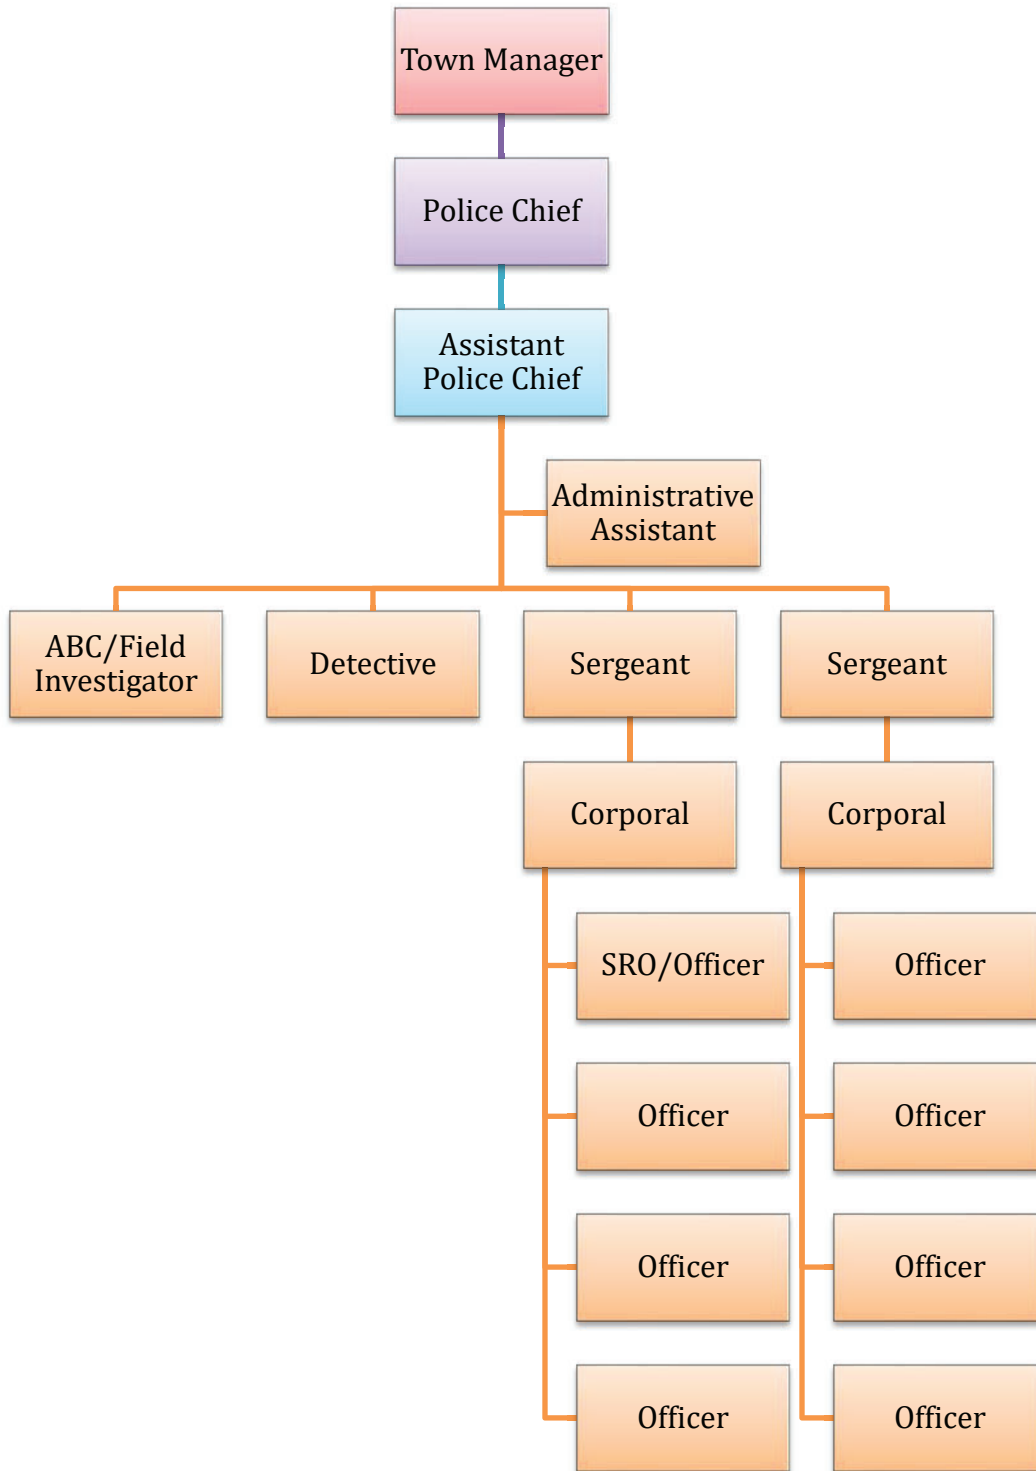 Town Manager
Police Chief
Assistant
Police Chief
Administrative
Assistant
ABC/Field
Investigator
Detective
Sergeant
Sergeant
Corporal
Corporal
SRO/Officer
Officer
Officer
Officer
Officer
Officer
Officer
Officer